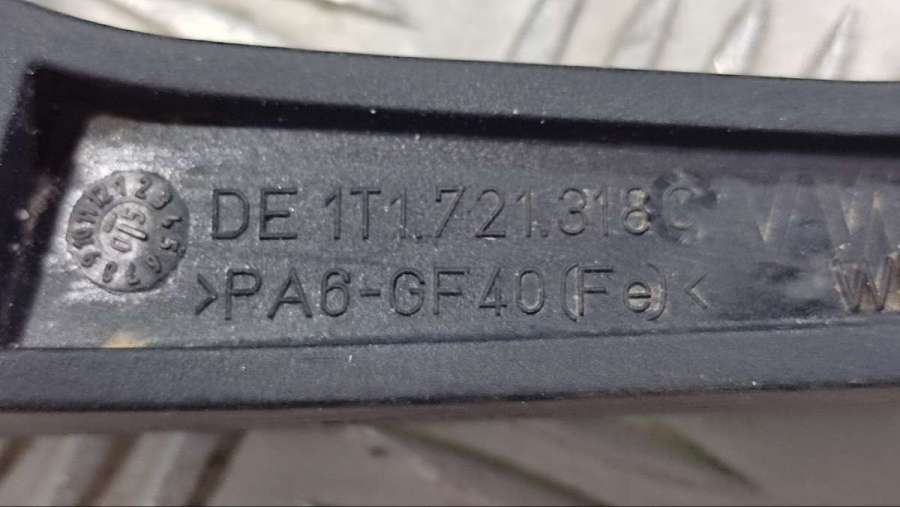 DE 1T1.721.318C
>PA6-GF40(Fe)<